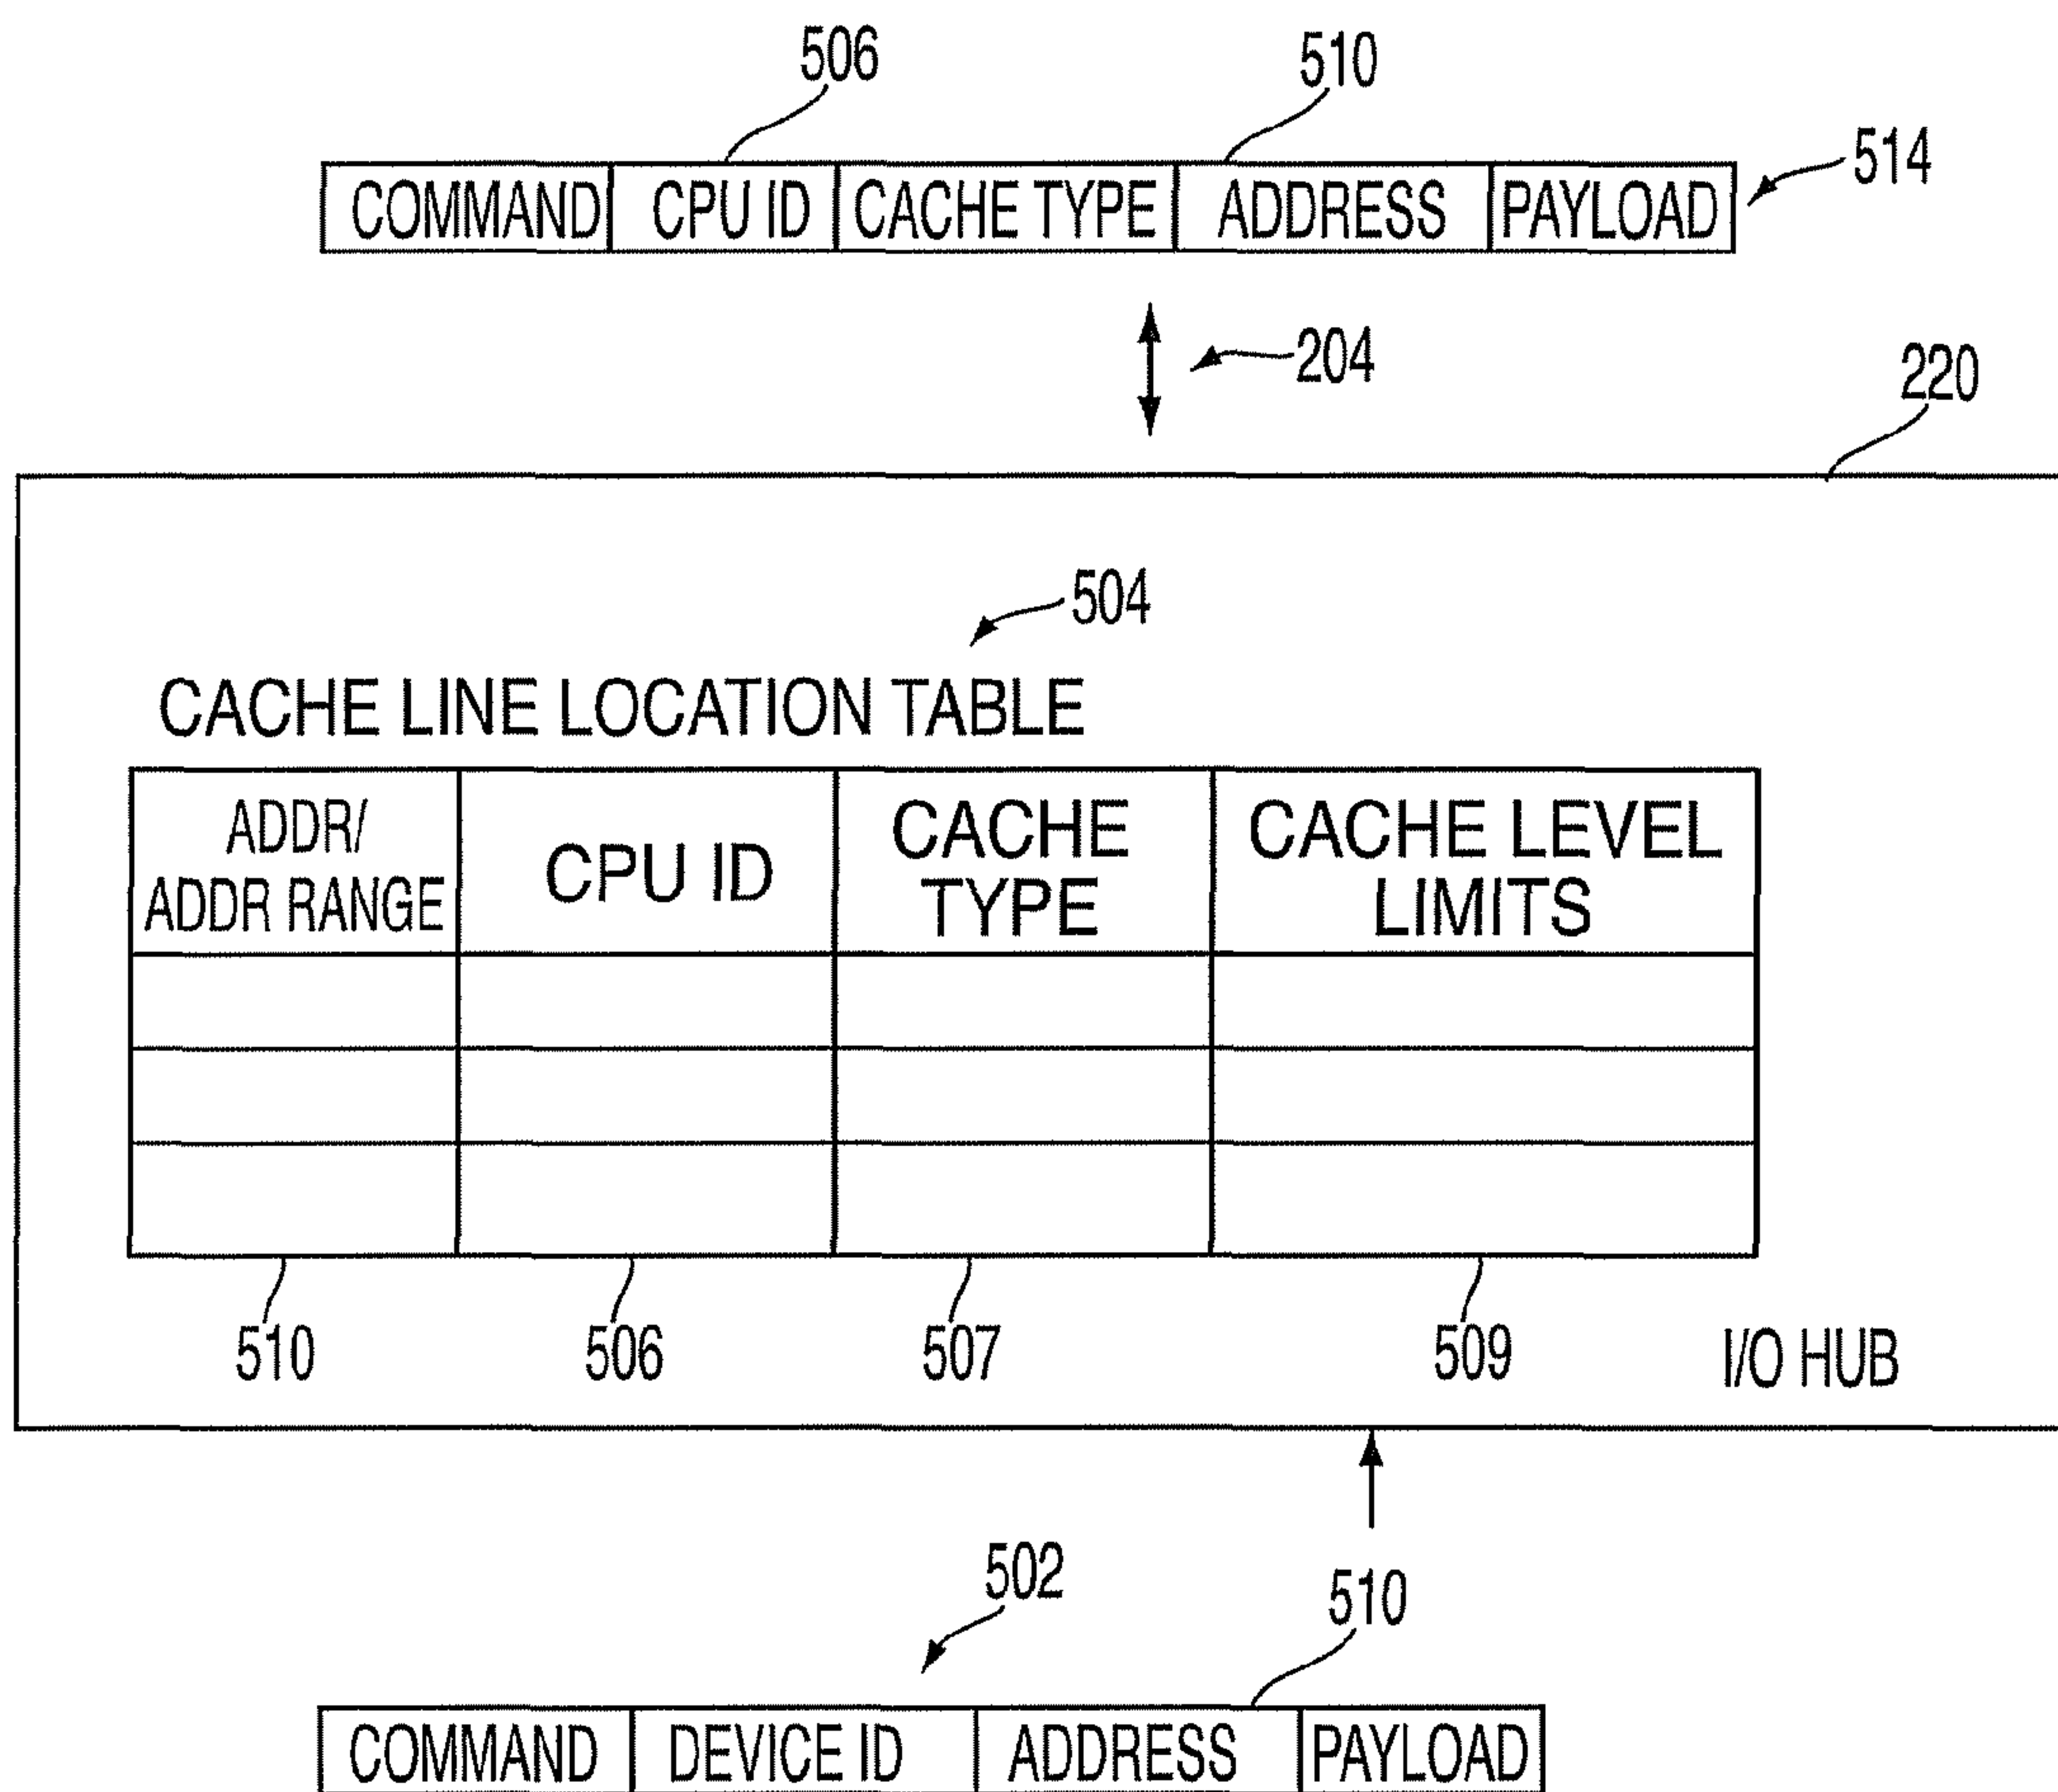 506
510
COMMAND CPU ID CACHE TYPE ADDRESS PAYLOAD
514
204
220
504
CACHE LINE LOCATION TABLE
ADDR/
ADDR RANGE
CPU ID
CACHE
TYPE
CACHE LEVEL
LIMITS
510
506
507
509
I/O HUB
502
510
COMMAND DEVICE ID ADDRESS PAYLOAD